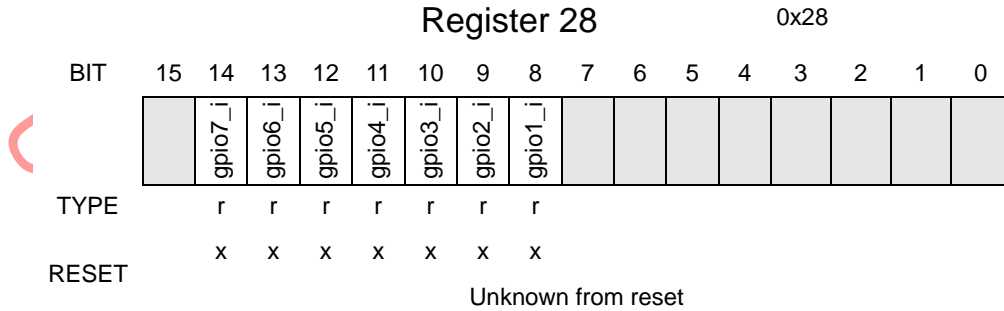 Register 28 0x28
BIT 15 14 13 12 11 10 9 8 7 6 5 4 3 2 1 0
gpio7_i gpio6_i gpio5_i gpio4_i gpio3_i gpio2_i gpio1_i
TYPE r r r r r r r
x x x x x x x
RESET
Unknown from reset